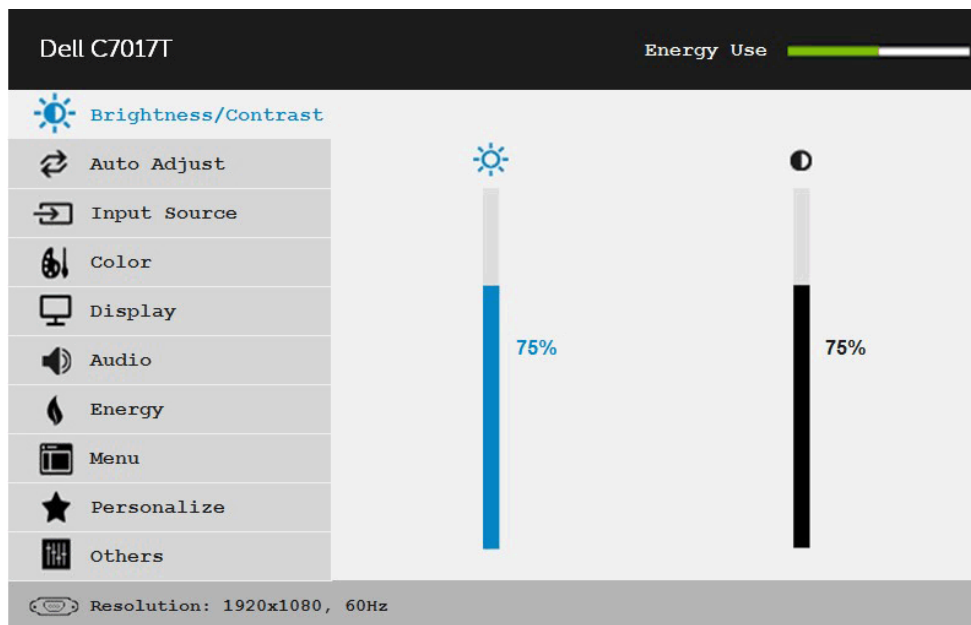 Dell C7017T
Energy Use
Brightness/Contrast
Auto Adjust
Input Source
Color
Display
Audio
Energy
Menu
Personalize
Others
75%
75%
Resolution: 1920x1080, 60Hz